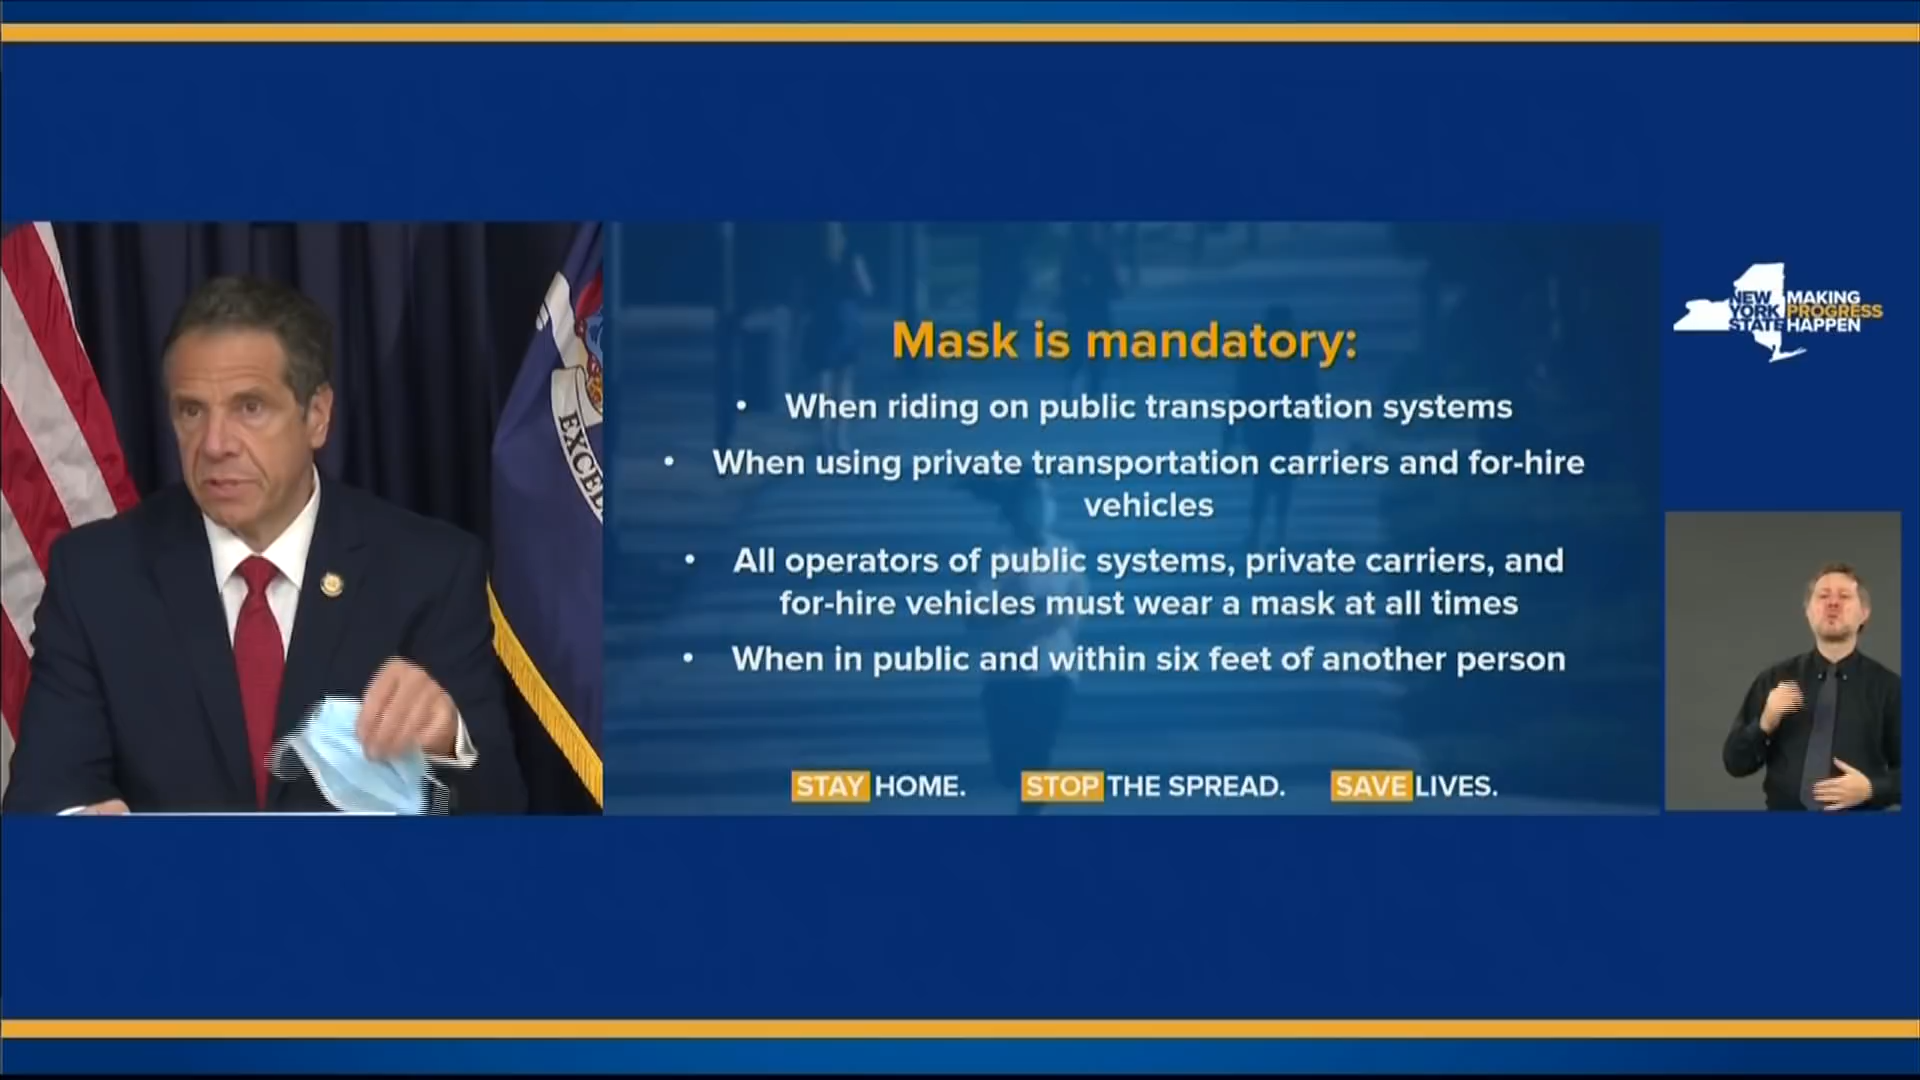 EXCEL
Mask is mandatory:
• When riding on public transportation systems
• When using private transportation carriers and for-hire
vehicles
• All operators of public systems, private carriers, and
for-hire vehicles must wear a mask at all times
• When in public and within six feet of another person
STAY HOME. STOP THE SPREAD. SAVE LIVES.
NEW
YORK
STATE
MAKING
PROGRESS
HAPPEN